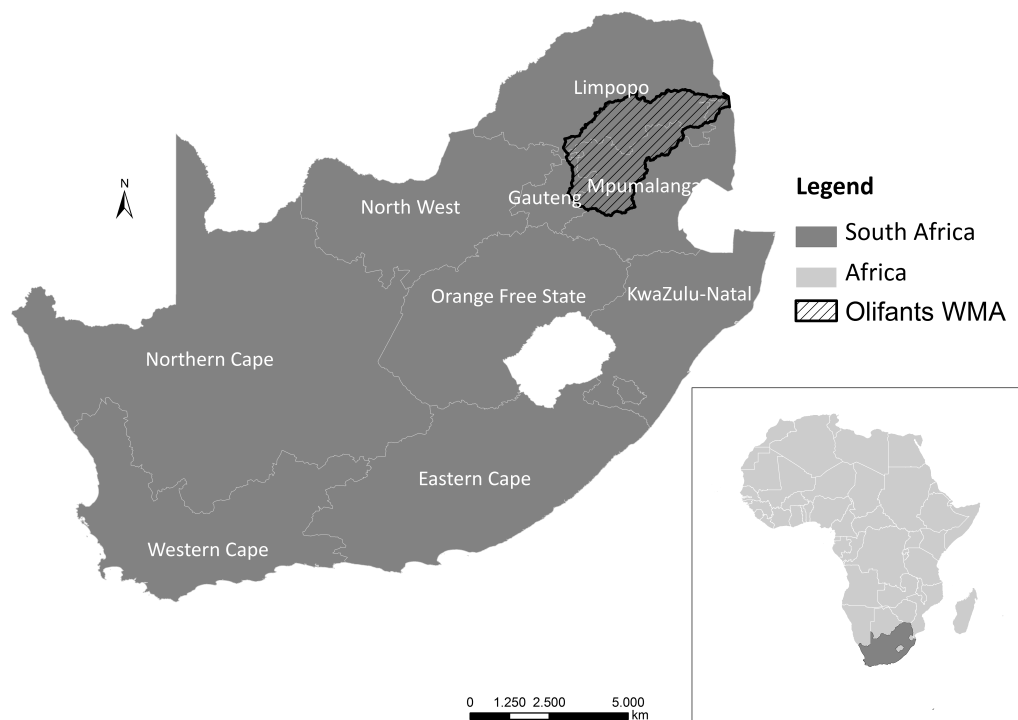 Limpopo
N
Mpumalanga
Gauteng
North West
Legend
South Africa
Africa
Olifants WMA
Orange Free State
KwaZulu-Natal
Northern Cape
Eastern Cape
Western Cape
0 1.250 2.500 5.000
km